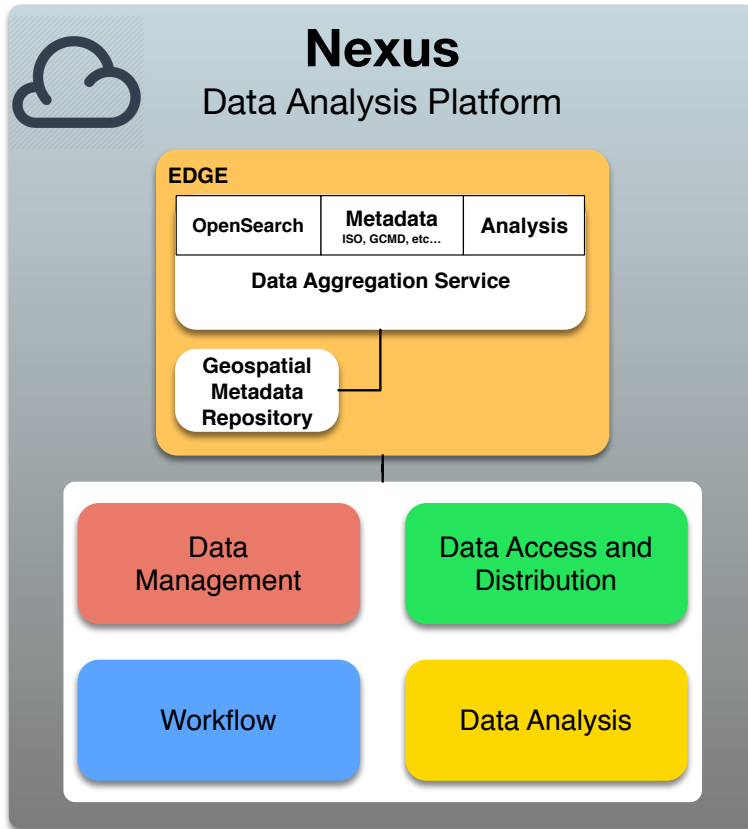 Nexus
Data Analysis Platform
EDGE
OpenSearch
Metadata
ISO, GCMD, etc...
Analysis
Data Aggregation Service
Geospatial
Metadata
Repository
Data
Management
Data Access and
Distribution
Workflow
Data Analysis